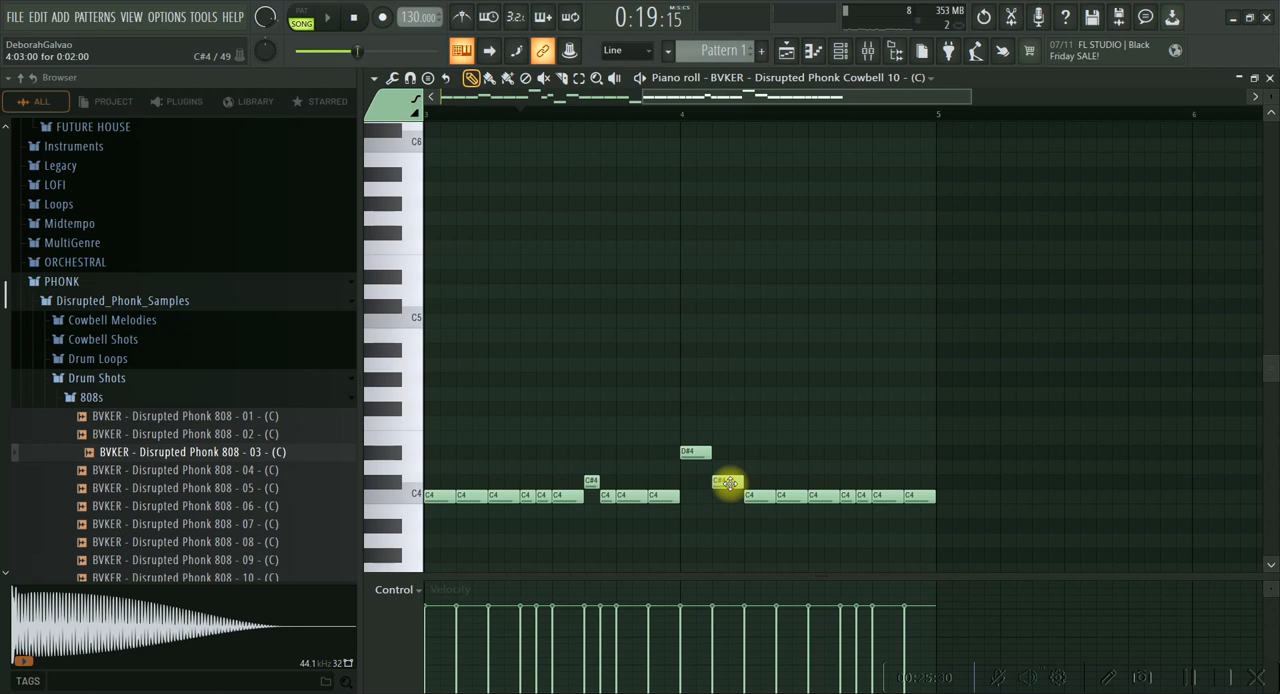 FILE EDIT ADD PATTERNS VIEW OPTIONS TOOLS HELP
PAT
SONG
130.000
3.2.
0:19:15
M:S:CS
8
353 MB
2
DeborahGalvao
4:03:00 for 0:02:00
C#4 / 49
Line
Pattern 1
07/11 FL STUDIO | Black
Friday SALE!
Browser
Piano roll - BVKER - Disrupted Phonk Cowbell 10 - (C)
ALL
PROJECT
PLUGINS
LIBRARY
STARRED
FUTURE HOUSE
Instruments
Legacy
LOFI
Loops
Midtempo
MultiGenre
ORCHESTRAL
PHONK
Disrupted_Phonk_Samples
Cowbell Melodies
Cowbell Shots
Drum Loops
Drum Shots
808s
BVKER - Disrupted Phonk 808 - 01 - (C)
BVKER - Disrupted Phonk 808 - 02 - (C)
BVKER - Disrupted Phonk 808 - 03 - (C)
BVKER - Disrupted Phonk 808 - 04 - (C)
BVKER - Disrupted Phonk 808 - 05 - (C)
BVKER - Disrupted Phonk 808 - 06 - (C)
BVKER - Disrupted Phonk 808 - 07 - (C)
BVKER - Disrupted Phonk 808 - 08 - (C)
BVKER - Disrupted Phonk 808 - 09 - (C)
BVKER - Disrupted Phonk 808 - 10 - (C)
44.1 kHz 32
TAGS
3 4 5 6
C6
C5
D#4
C#4
C4 C4 C4 C4 C4 C4 C4 C4 C4 C4 C4 C4 C4 C4 C4 C4 C4
Control
Velocity
00:25:30